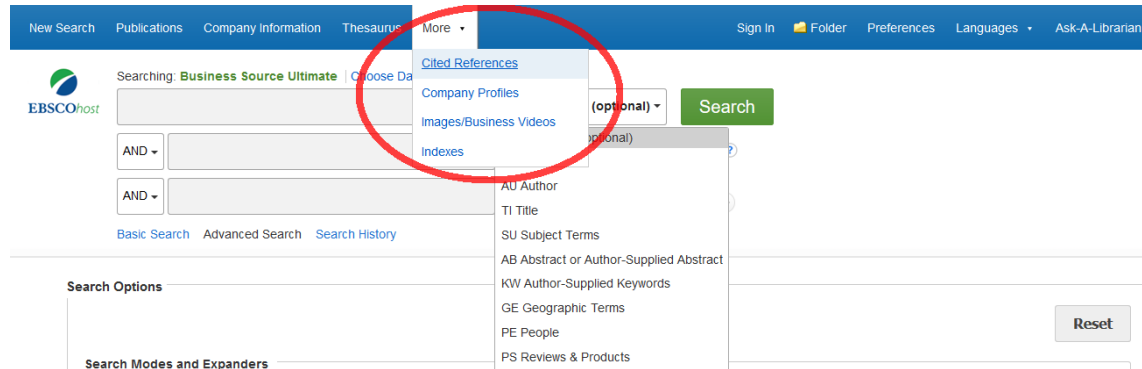 New Search Publications Company Information Thesaurus More Sign In Folder Preferences Languages Ask-A-Librarian
Cited References
Company Profiles
Images/Business Videos
Indexes
EBSCOhost
Searching: Business Source Ultimate Choose Da
(optional) Search
AND
optional)
?
AND
AU Author
TI Title
SU Subject Terms
AB Abstract or Author-Supplied Abstract
KW Author-Supplied Keywords
GE Geographic Terms
PE People
PS Reviews & Products
Basic Search Advanced Search Search History
Search Options
Reset
Search Modes and Expanders